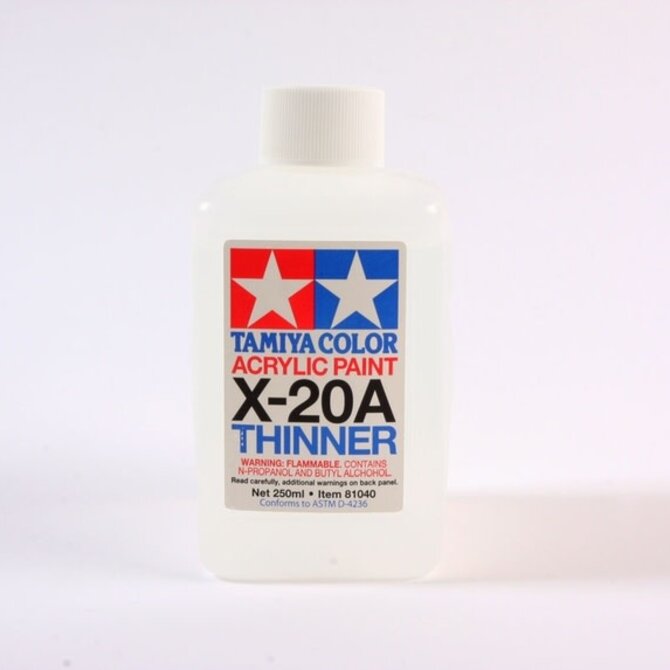 TAMIYA COLOR
ACRYLIC PAINT
X-20A
THINNER
WARNING: FLAMMABLE. CONTAINS
N-PROPANOL AND BUTYL ALCHOHOL.
Read carefully, additional warnings on back panel.
Net 250ml • Item 81040
Conforms to ASTM D-4236